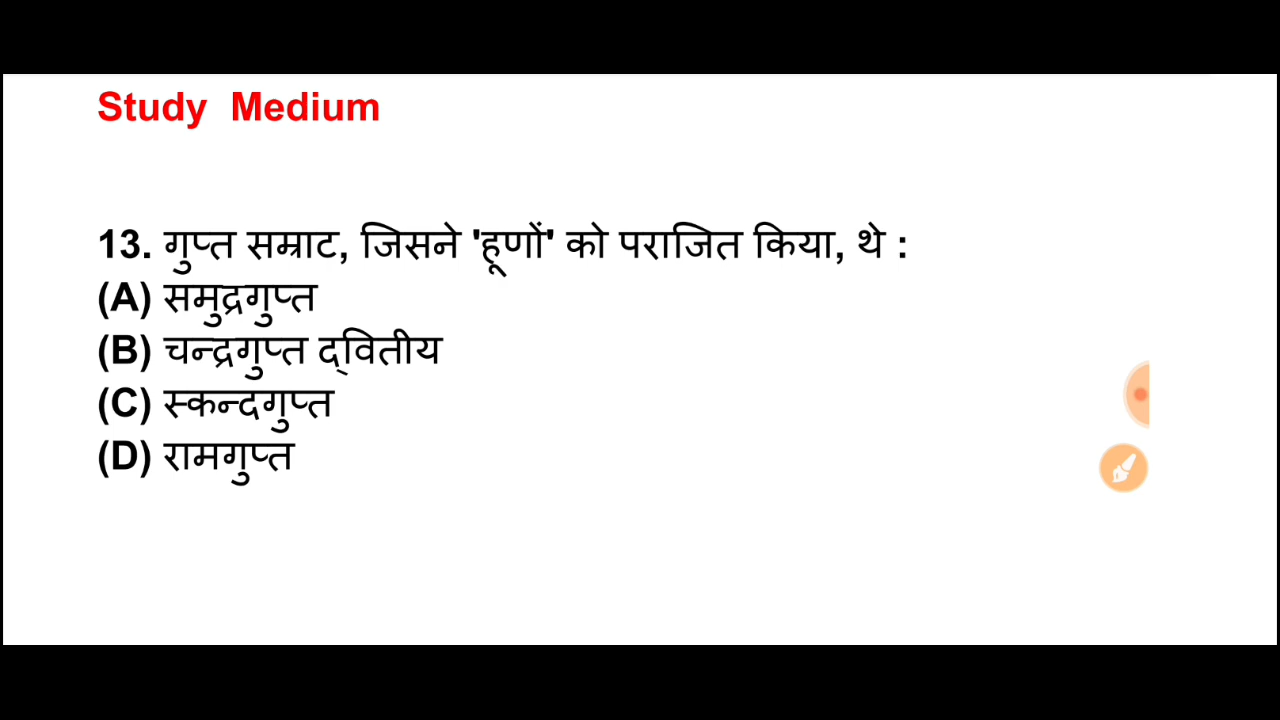 Study Medium
13. गुप्त सम्राट, जिसने 'हूणों' को पराजित किया, थे :
(A) समुद्रगुप्त
(B) चन्द्रगुप्त द्वितीय
(C) स्कन्दगुप्त
(D) रामगुप्त